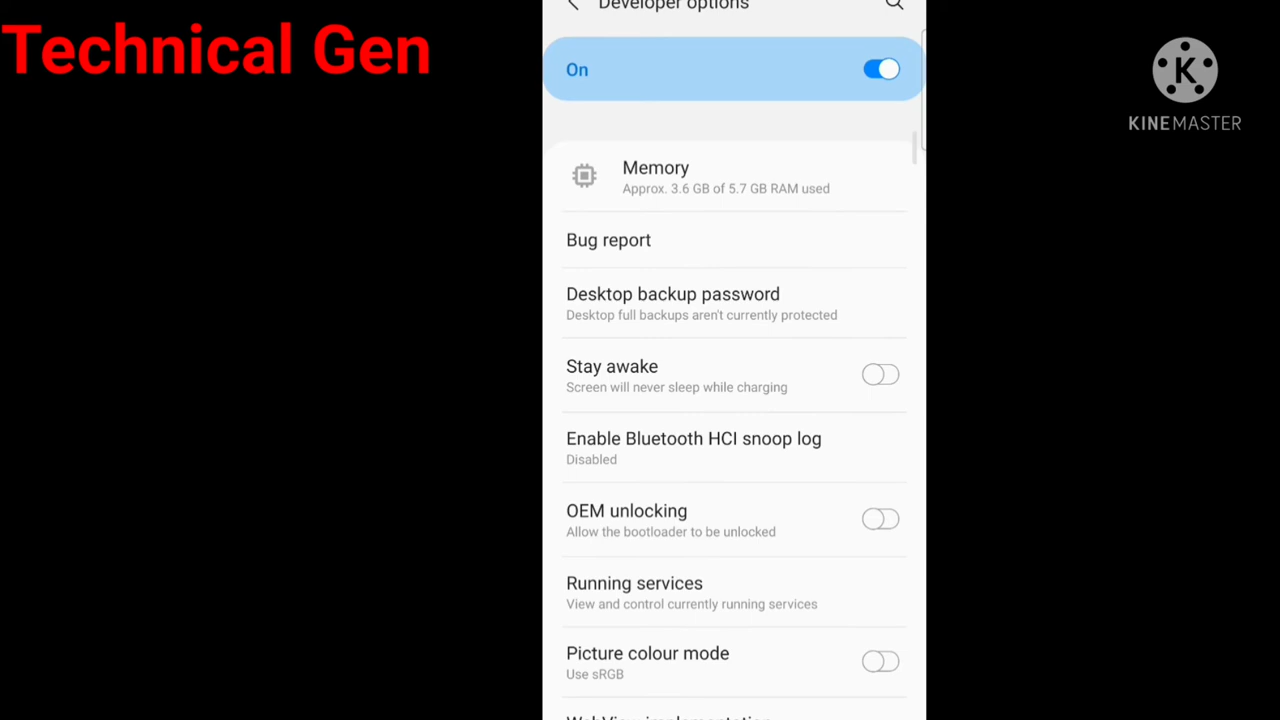 Technical Gen
Developer options
On
K
KINEMASTER
Memory
Approx. 3.6 GB of 5.7 GB RAM used
Bug report
Desktop backup password
Desktop full backups aren't currently protected
Stay awake
Screen will never sleep while charging
Enable Bluetooth HCI snoop log
Disabled
OEM unlocking
Allow the bootloader to be unlocked
Running services
View and control currently running services
Picture colour mode
Use sRGB
WebView implementation